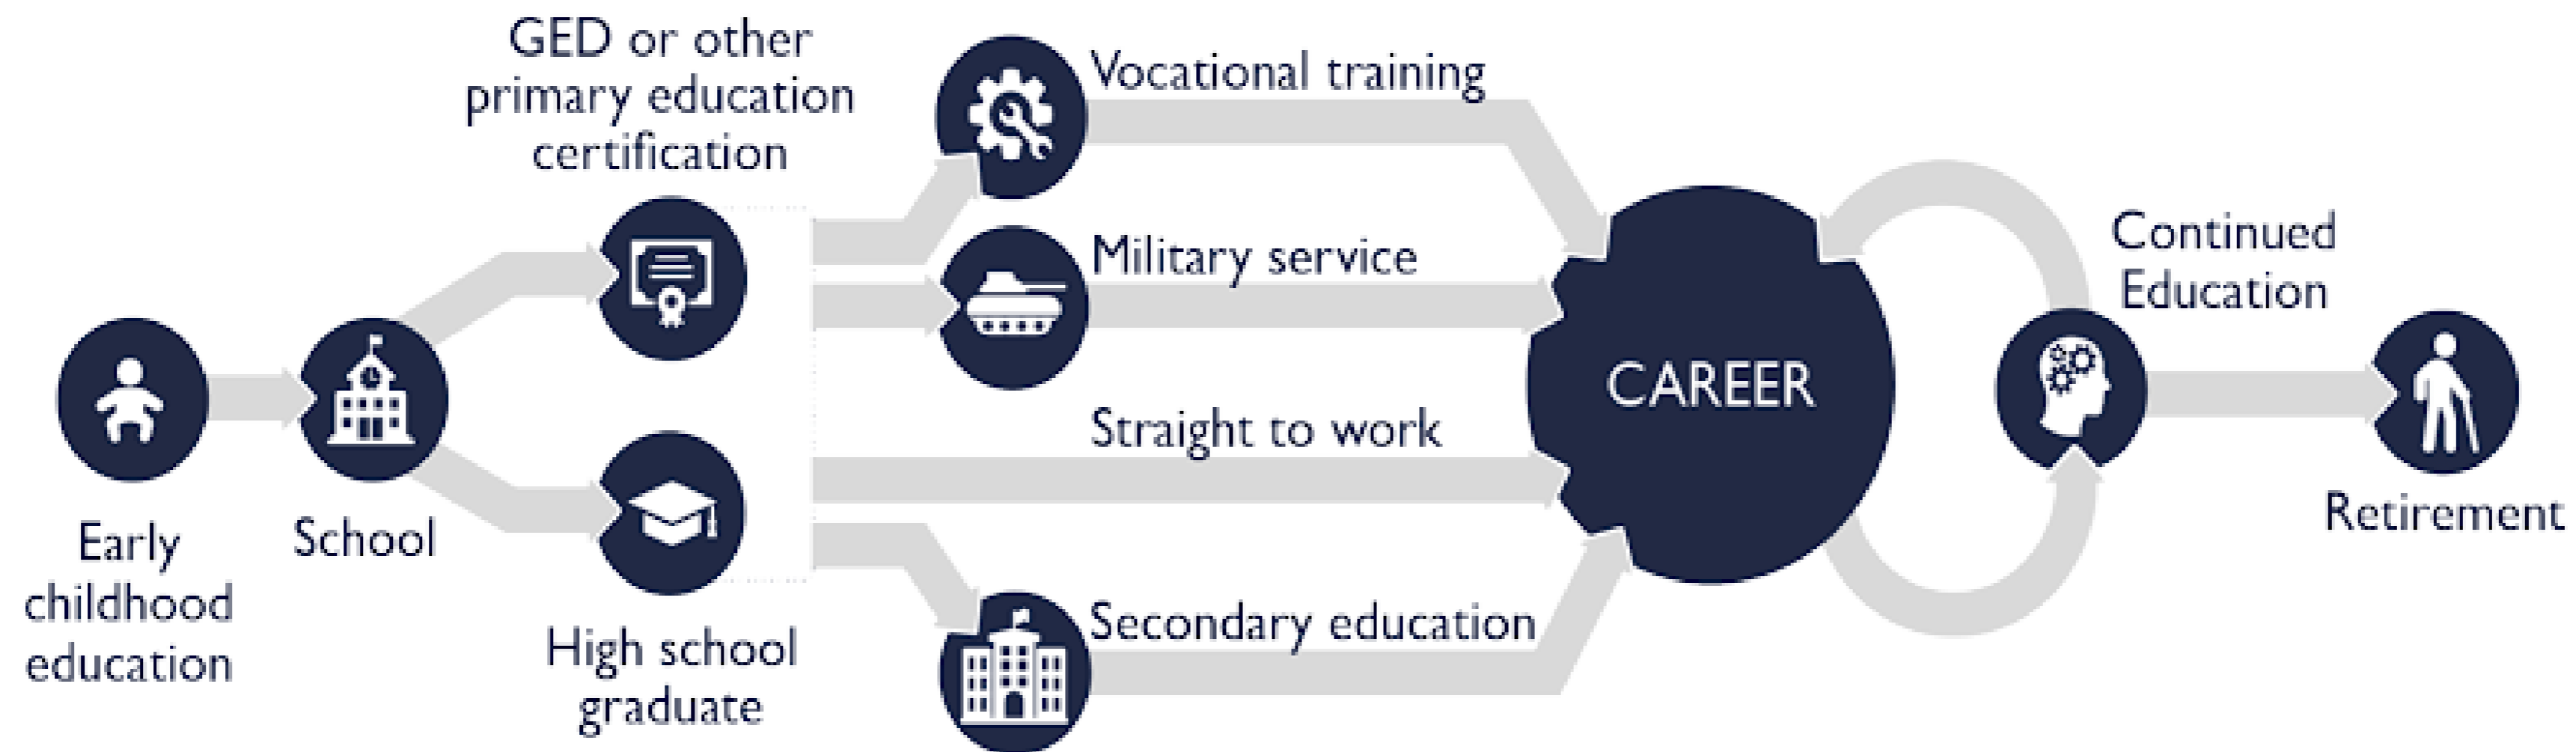 GED or other
primary education
certification
Vocational training
Military service
Continued
Education
CAREER
Straight to work
Early
childhood
education
School
High school
graduate
Secondary education
Retirement